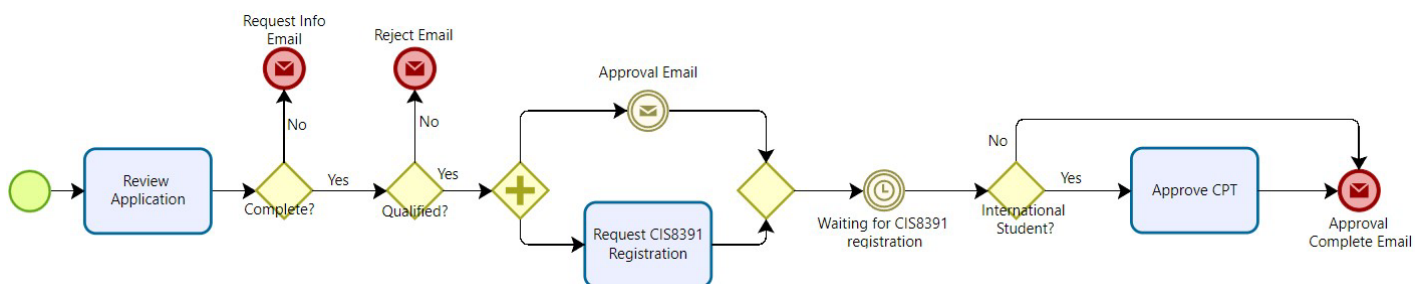 Request Info
Email
Reject Email
Approval Email
No
No
No
Review
Application
Complete?
Yes
Qualified?
Yes
Request CIS8391
Registration
Waiting for CIS8391
registration
International
Student?
Yes
Approve CPT
Approval
Complete Email